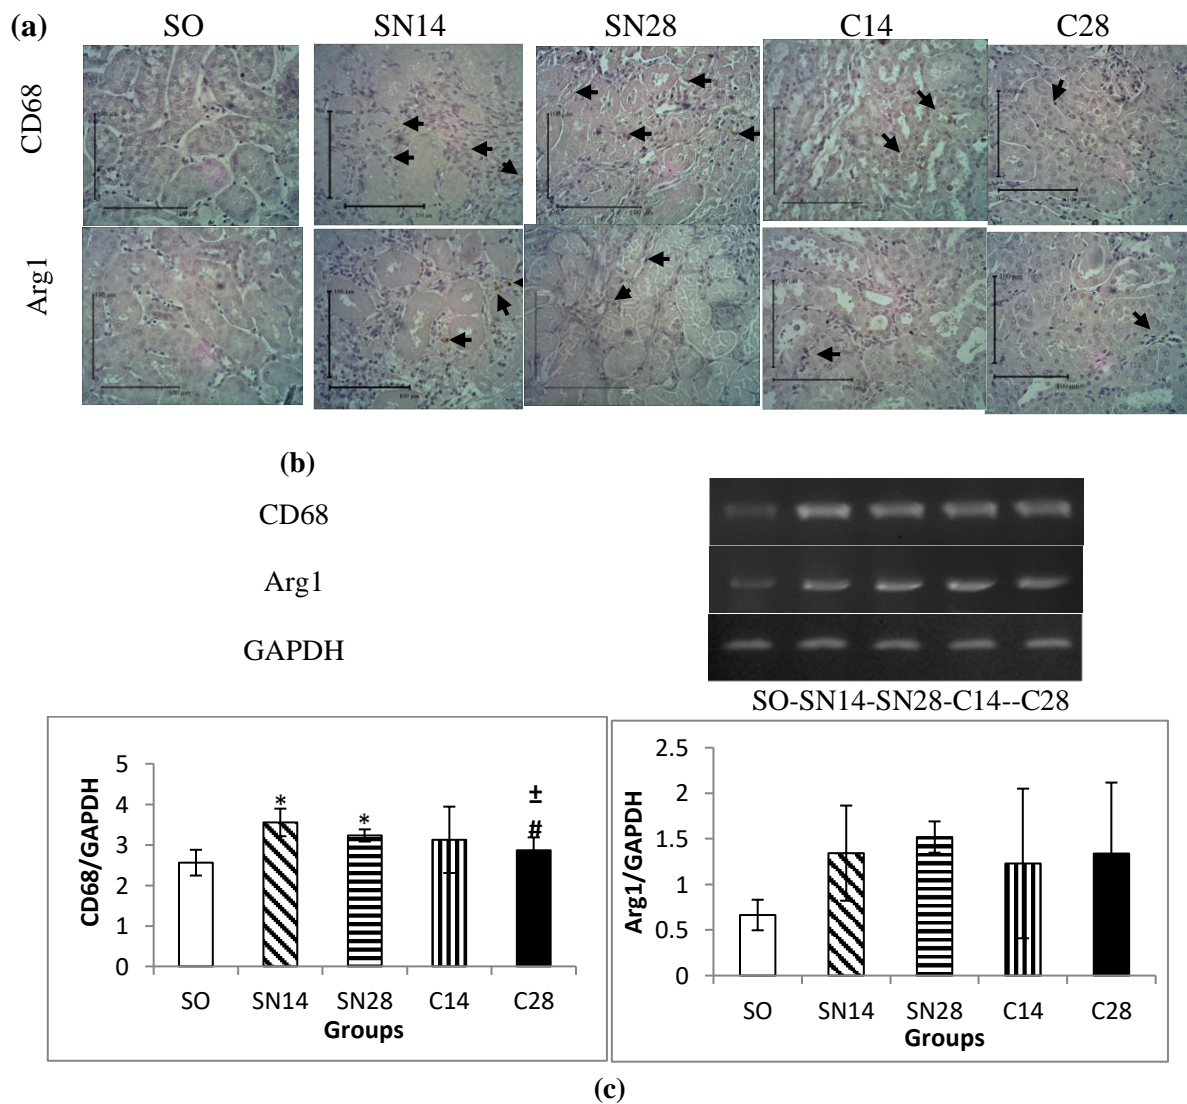 (a) SO SN14 SN28 C14 C28
CD68
Arg1
(b)
CD68
Arg1
GAPDH
SO-SN14-SN28-C14--C28
CD68/GAPDH
5
4
3
2
1
0
* * ± #
SO SN14 SN28 C14 C28
Groups
Arg1/GAPDH
2.5
2
1.5
1
0.5
0
SO SN14 SN28 C14 C28
Groups
(c)